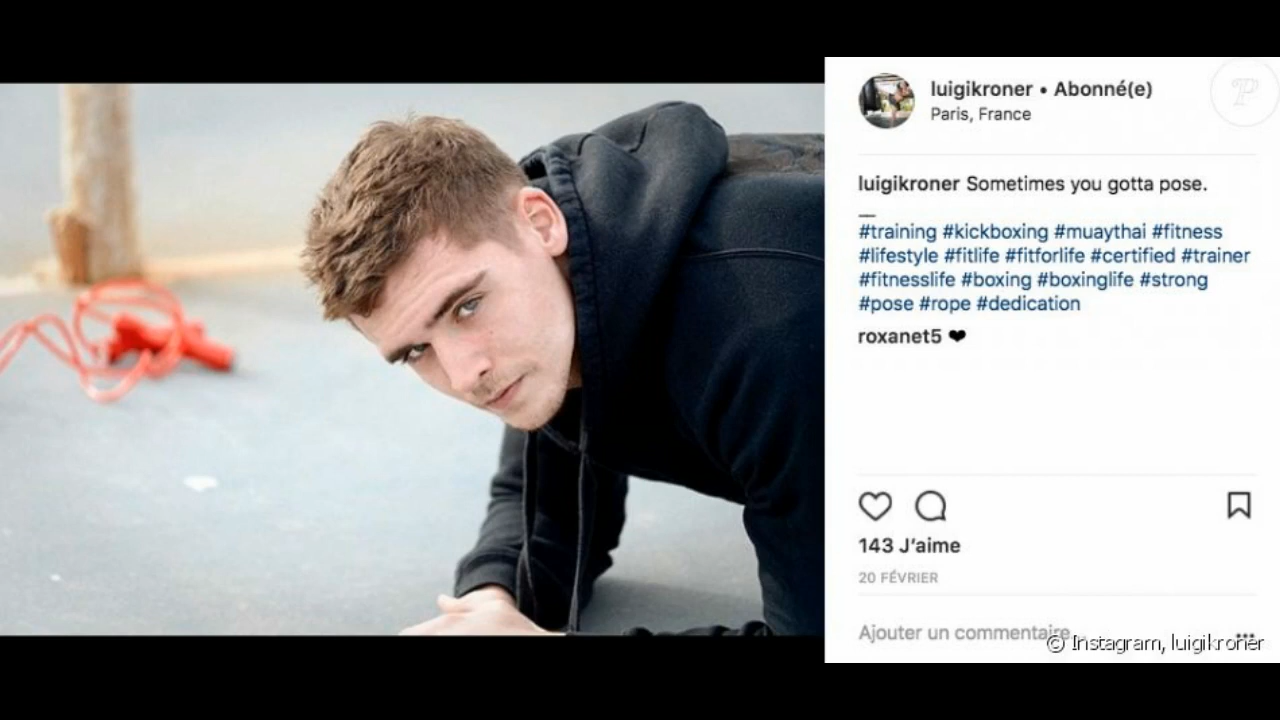 luigikroner • Abonné(e)
Paris, France
luigikroner Sometimes you gotta pose.
—
#training #kickboxing #muaythai #fitness
#lifestyle #fitlife #fitforlife #certified #trainer
#fitnesslife #boxing #boxinglife #strong
#pose #rope #dedication
roxanet5 ❤
143 J'aime
20 FÉVRIER
Ajouter un commentaire...
© Instagram, luigikroner
P